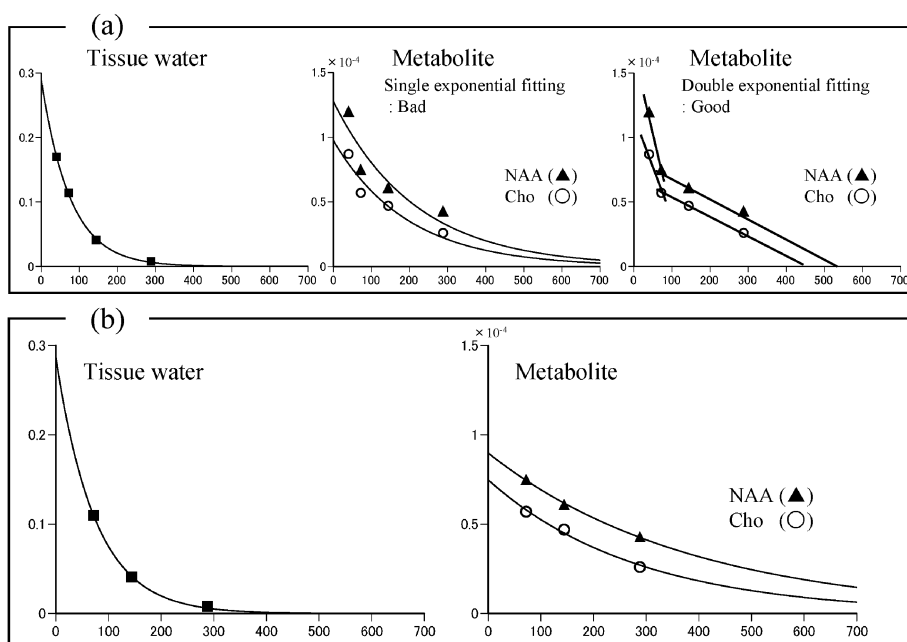 (a)
Tissue water
0.3
0.2
0.1
0
0 100 200 300 400 500 600 700
× 10-4
Metabolite
Single exponential fitting
: Bad
1.5
1
0.5
0
NAA (▲)
Cho (○)
0 100 200 300 400 500 600 700
× 10-4
Metabolite
Double exponential fitting
: Good
1.5
1
0.5
0
NAA (▲)
Cho (○)
0 100 200 300 400 500 600 700
(b)
Tissue water
0.3
0.2
0.1
0
0 100 200 300 400 500 600 700
× 10-4
Metabolite
1.5
1
0.5
0
NAA (▲)
Cho (○)
0 100 200 300 400 500 600 700